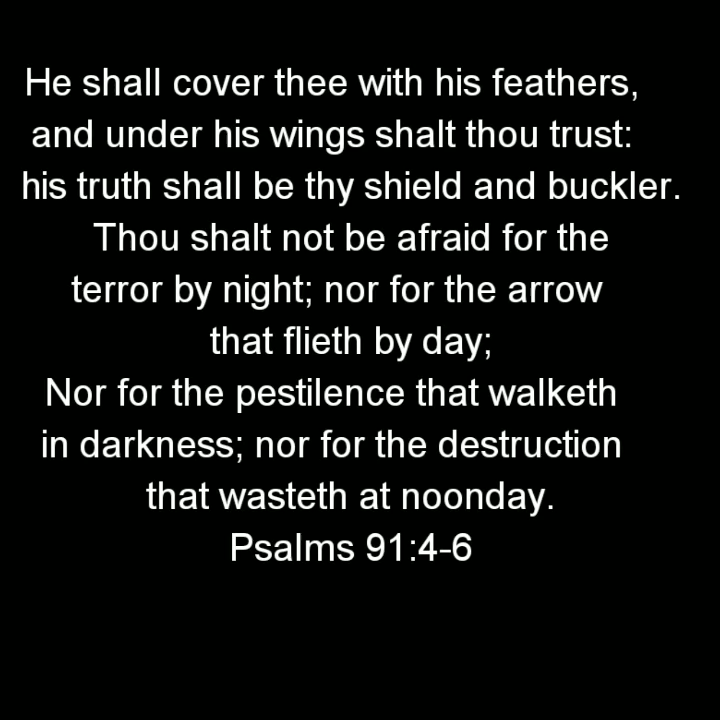 He shall cover thee with his feathers,
and under his wings shalt thou trust:
his truth shall be thy shield and buckler.
Thou shalt not be afraid for the
terror by night; nor for the arrow
that flieth by day;
Nor for the pestilence that walketh
in darkness; nor for the destruction
that wasteth at noonday.
Psalms 91:4-6